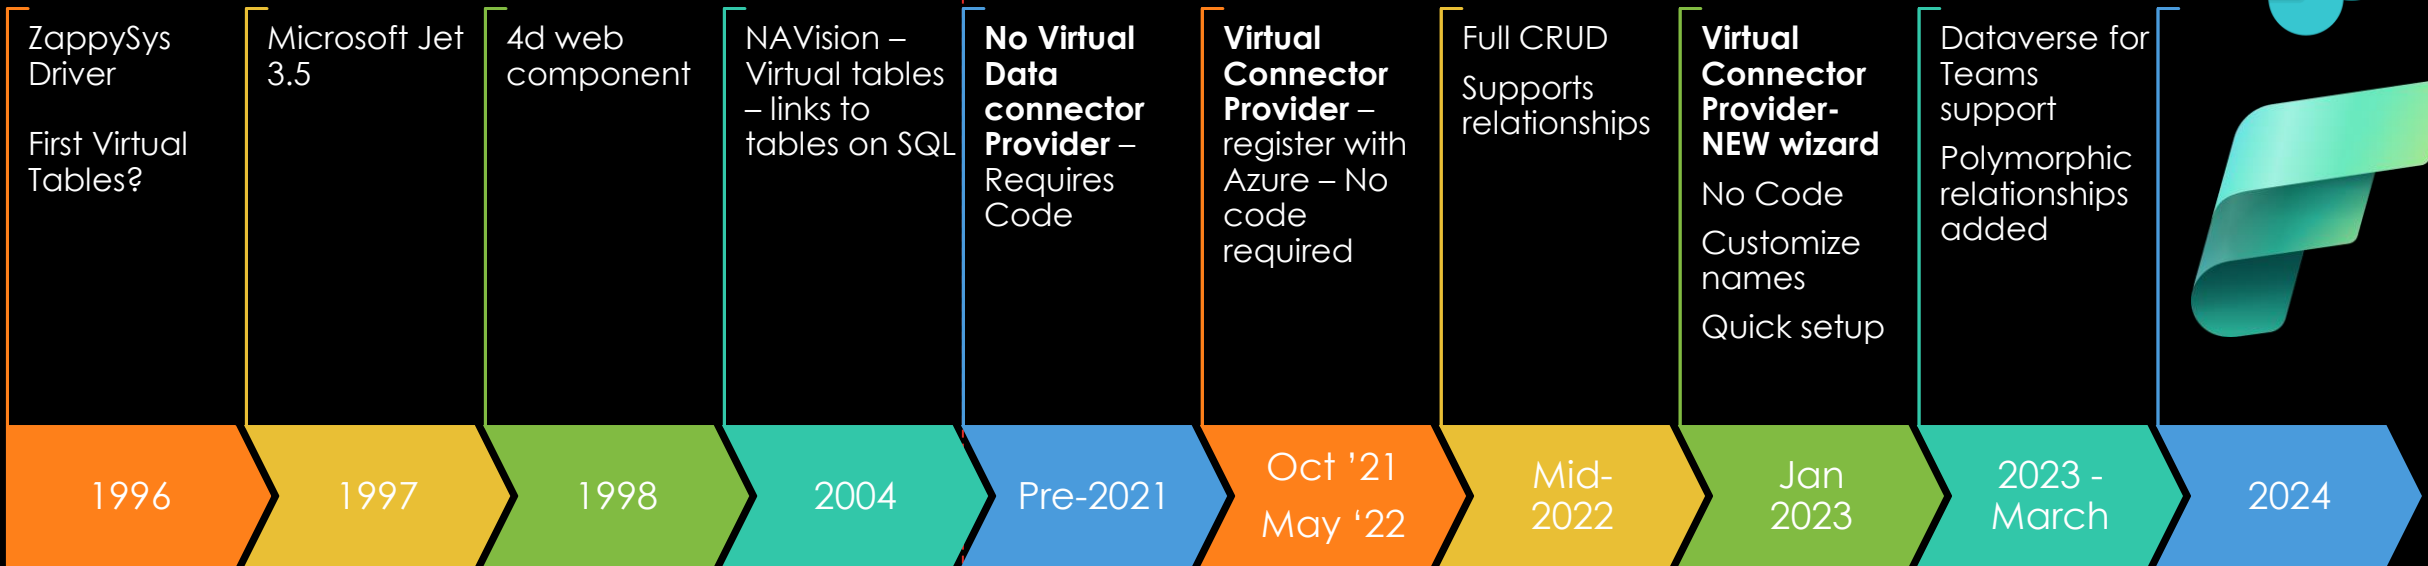 ZappySys
Driver
First Virtual
Tables?
Microsoft Jet
3.5
4d web
component
NAVision –
Virtual tables
– links to
tables on SQL
No Virtual
Data
connector
Provider –
Requires
Code
Virtual
Connector
Provider –
register with
Azure – No
code
required
Full CRUD
Supports
relationships
Virtual
Connector
Provider-
NEW wizard
No Code
Customize
names
Quick setup
Dataverse for
Teams
support
Polymorphic
relationships
added
1996
1997
1998
2004
Pre-2021
Oct ’21
May ‘22
Mid-
2022
Jan
2023
2023 -
March
2024